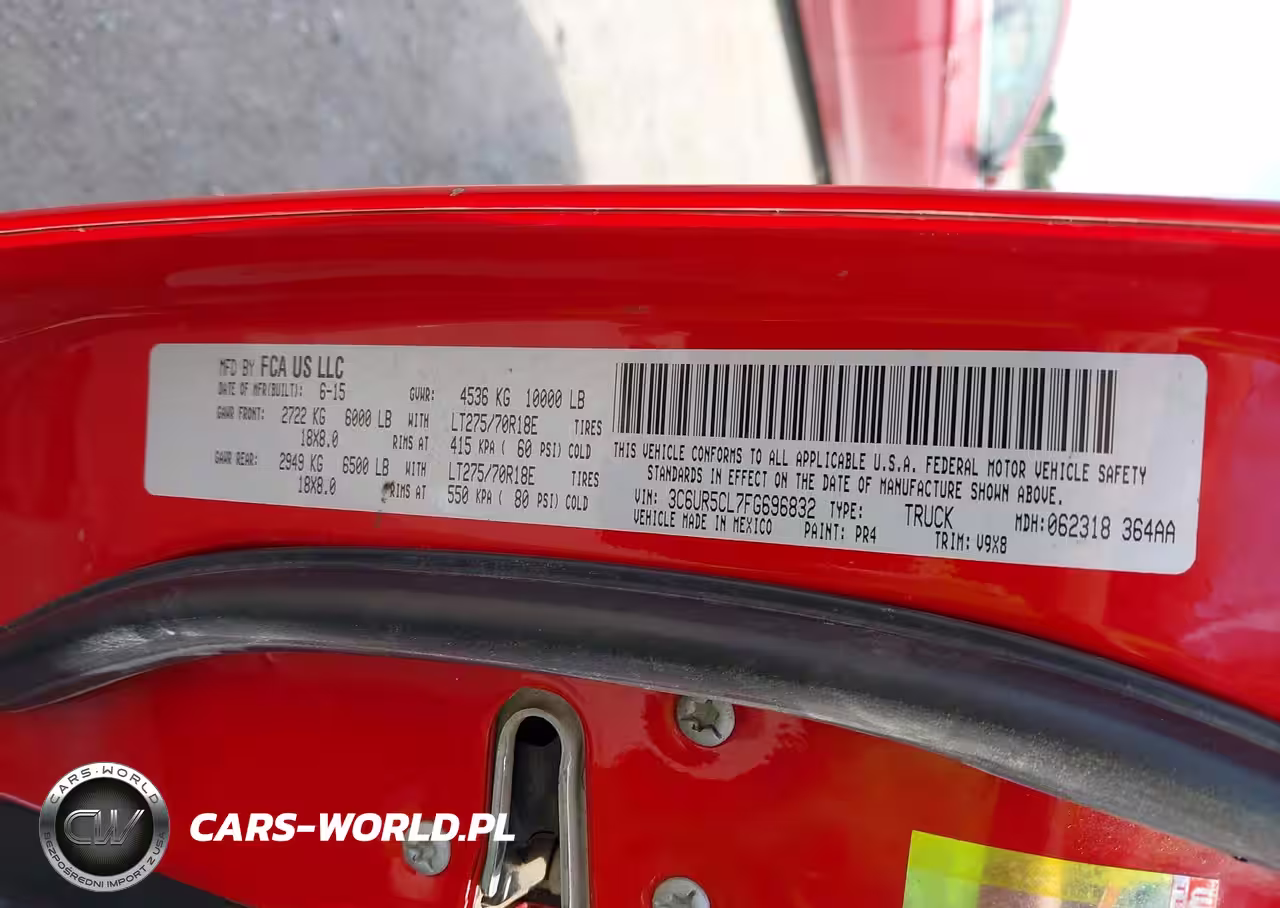 MFD BY FCA US LLC
DATE OF MFR(BUILT): 6-15 GVWR: 4536 KG 10000 LB
GAWR FRONT: 2722 KG 6000 LB WITH LT275/70R18E TIRES
18X8.0 RIMS AT 415 KPA ( 60 PSI) COLD
GAWR REAR: 2949 KG 6500 LB WITH LT275/70R18E TIRES
18X8.0 RIMS AT 550 KPA ( 80 PSI) COLD
THIS VEHICLE CONFORMS TO ALL APPLICABLE U.S.A. FEDERAL MOTOR VEHICLE SAFETY
STANDARDS IN EFFECT ON THE DATE OF MANUFACTURE SHOWN ABOVE.
VIN: 3C6UR5CL7FG696832 TYPE: TRUCK MDH:062318 364AA
VEHICLE MADE IN MEXICO PAINT: PR4 TRIM: V9X8
CARS-WORLD
CW
BEZPOŚREDNI IMPORT Z USA
CARS-WORLD.PL